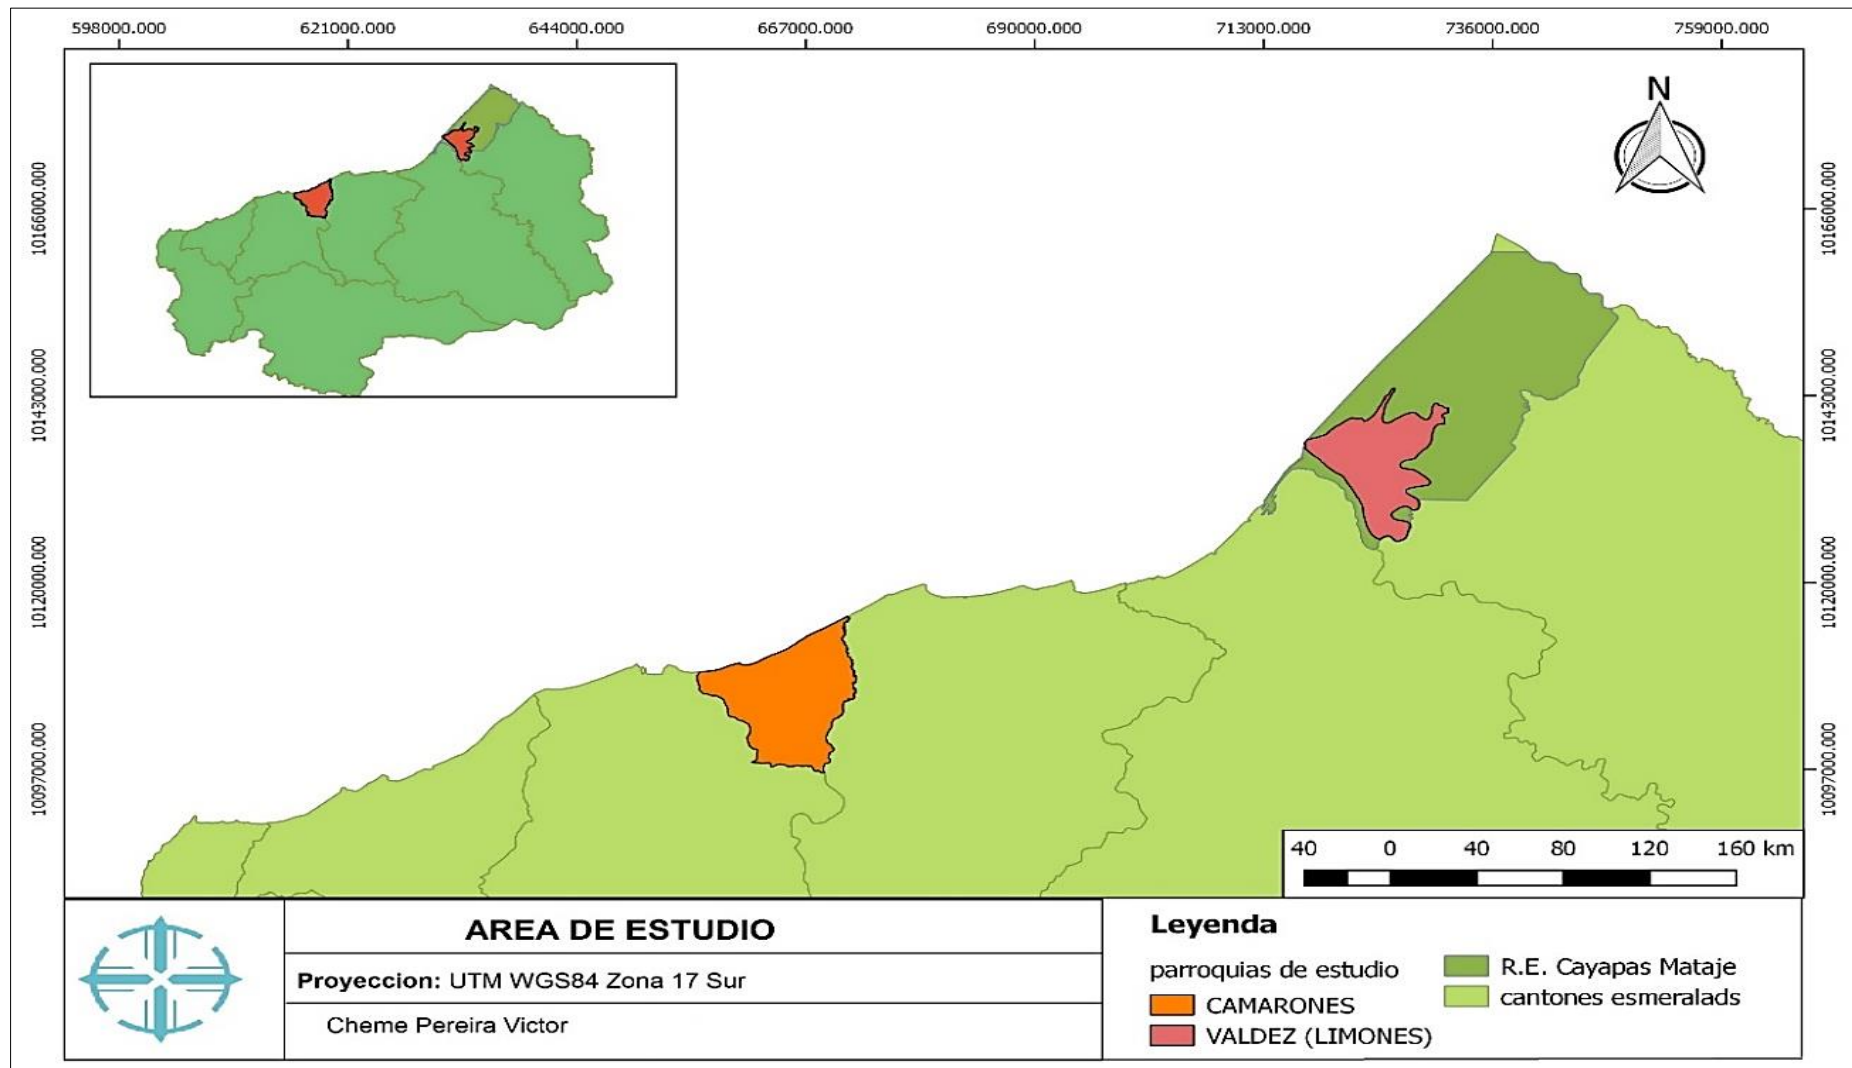 598000.000 621000.000 644000.000 667000.000 690000.000 713000.000 736000.000 759000.000
N
10166000.000 10166000.000
10143000.000 10143000.000
10120000.000 10120000.000
10097000.000 10097000.000
40 0 40 80 120 160 km
AREA DE ESTUDIO
Proyeccion: UTM WGS84 Zona 17 Sur
Cheme Pereira Victor
Leyenda
parroquias de estudio
CAMARONES
VALDEZ (LIMONES)
R.E. Cayapas Mataje
cantones esmeralads